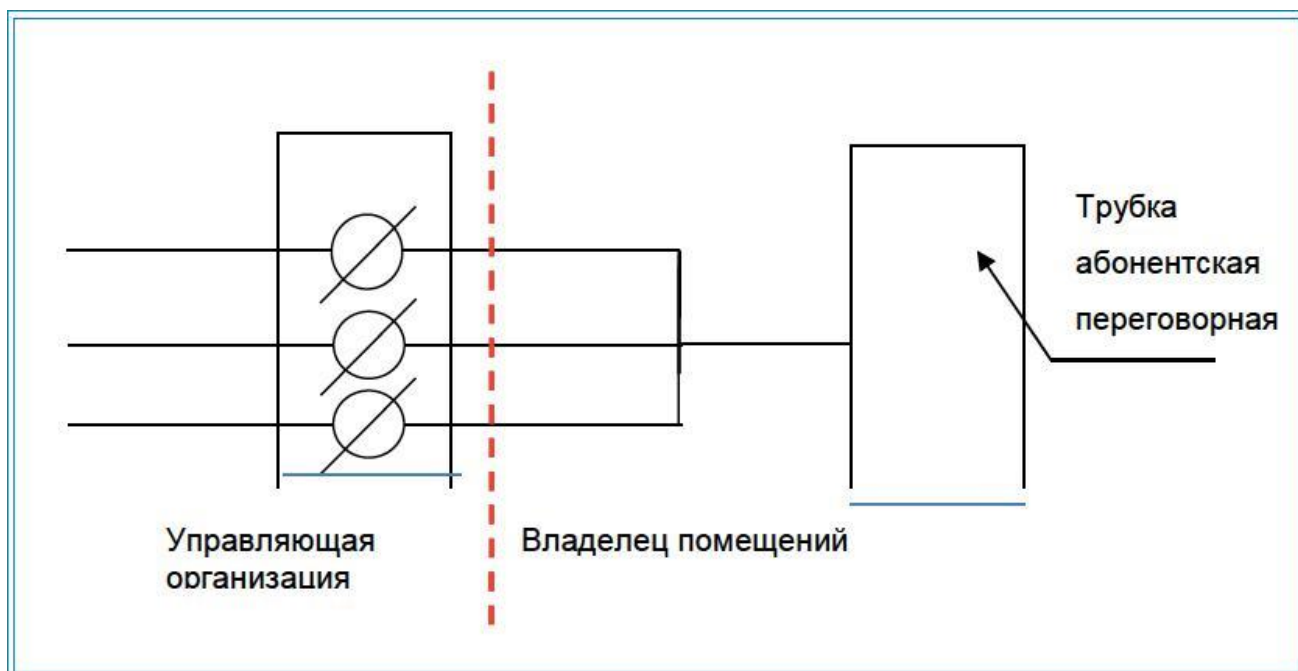 Трубка
абонентская
переговорная
Управляющая
организация
Владелец помещений